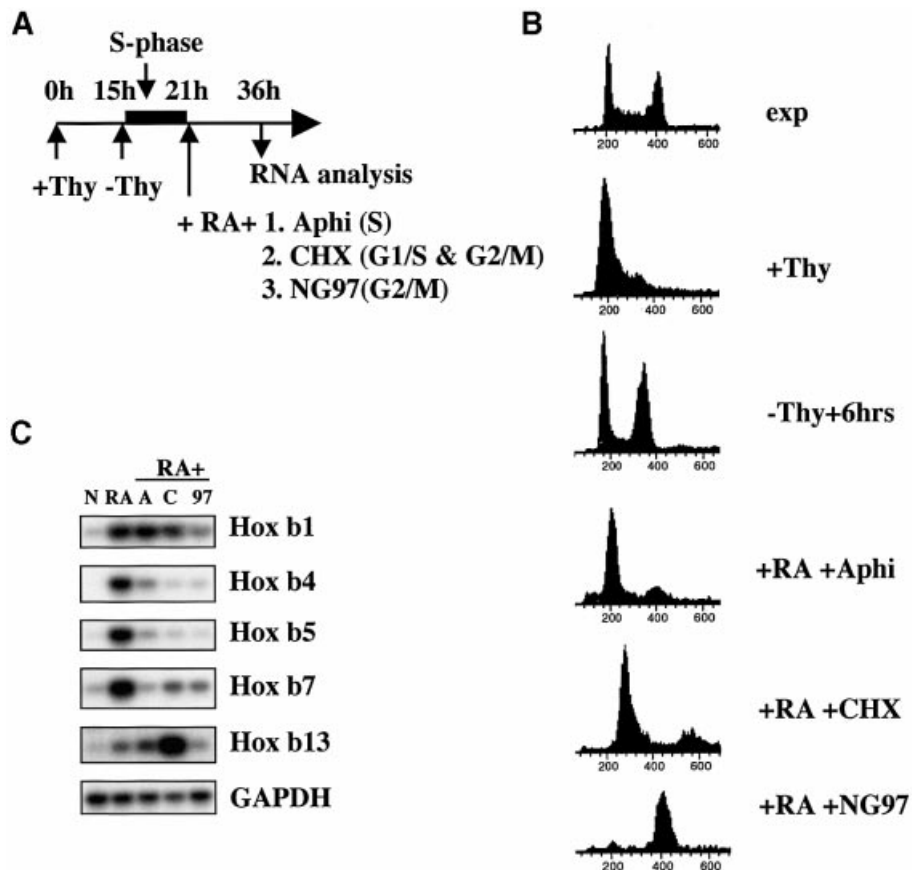 A
S-phase
0h 15h 21h 36h
+Thy -Thy
RNA analysis
+ RA+ 1. Aphi (S)
2. CHX (G1/S & G2/M)
3. NG97(G2/M)
B
exp
200 400 600
+Thy
200 400 600
-Thy+6hrs
200 400 600
+RA +Aphi
200 400 600
+RA +CHX
200 400 600
+RA +NG97
200 400 600
C
RA+
N RA A C 97
Hox b1
Hox b4
Hox b5
Hox b7
Hox b13
GAPDH